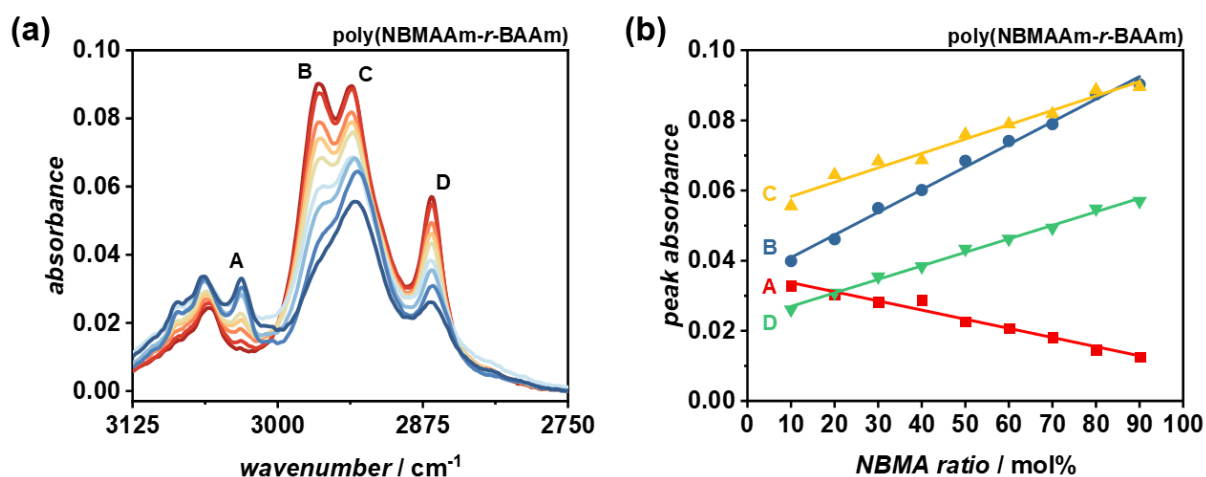 (a)
poly(NBMAAm-r-BAAm)
0.10
0.08
0.06
0.04
0.02
0.00
absorbance
A
B
C
D
3125
3000
2875
2750
wavenumber / cm⁻¹
(b)
poly(NBMAAm-r-BAAm)
0.10
0.08
0.06
0.04
0.02
0.00
peak absorbance
C
B
A
D
0
10
20
30
40
50
60
70
80
90
100
NBMA ratio / mol%